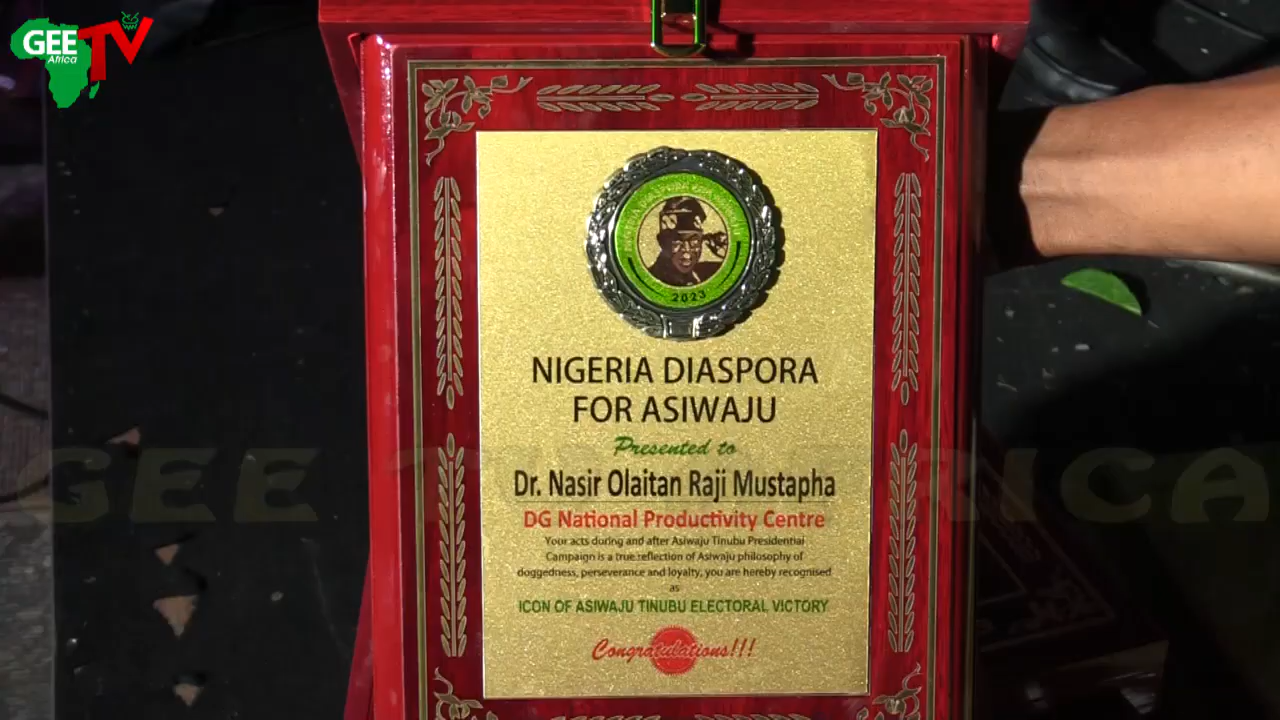 GEE TV
Africa
2023
NIGERIA DIASPORA
FOR ASIWAJU
Presented to
Dr. Nasir Olaitan Raji Mustapha
DG National Productivity Centre
Your acts during and after Asiwaju Tinubu Presidential
Campaign is a true reflection of Asiwaju philosophy of
doggedness, perseverance and loyalty, you are hereby recognised
as
ICON OF ASIWAJU TINUBU ELECTORAL VICTORY
Congratulations!!!